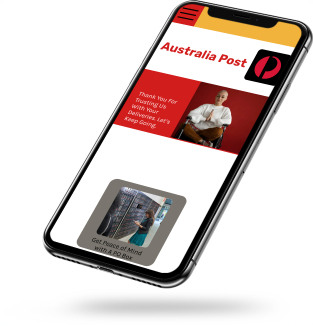 Australia Post
Thank You For
Trusting Us
With Your
Deliveries. Let's
Keep Going.
Get Peace of Mind
with A PO Box